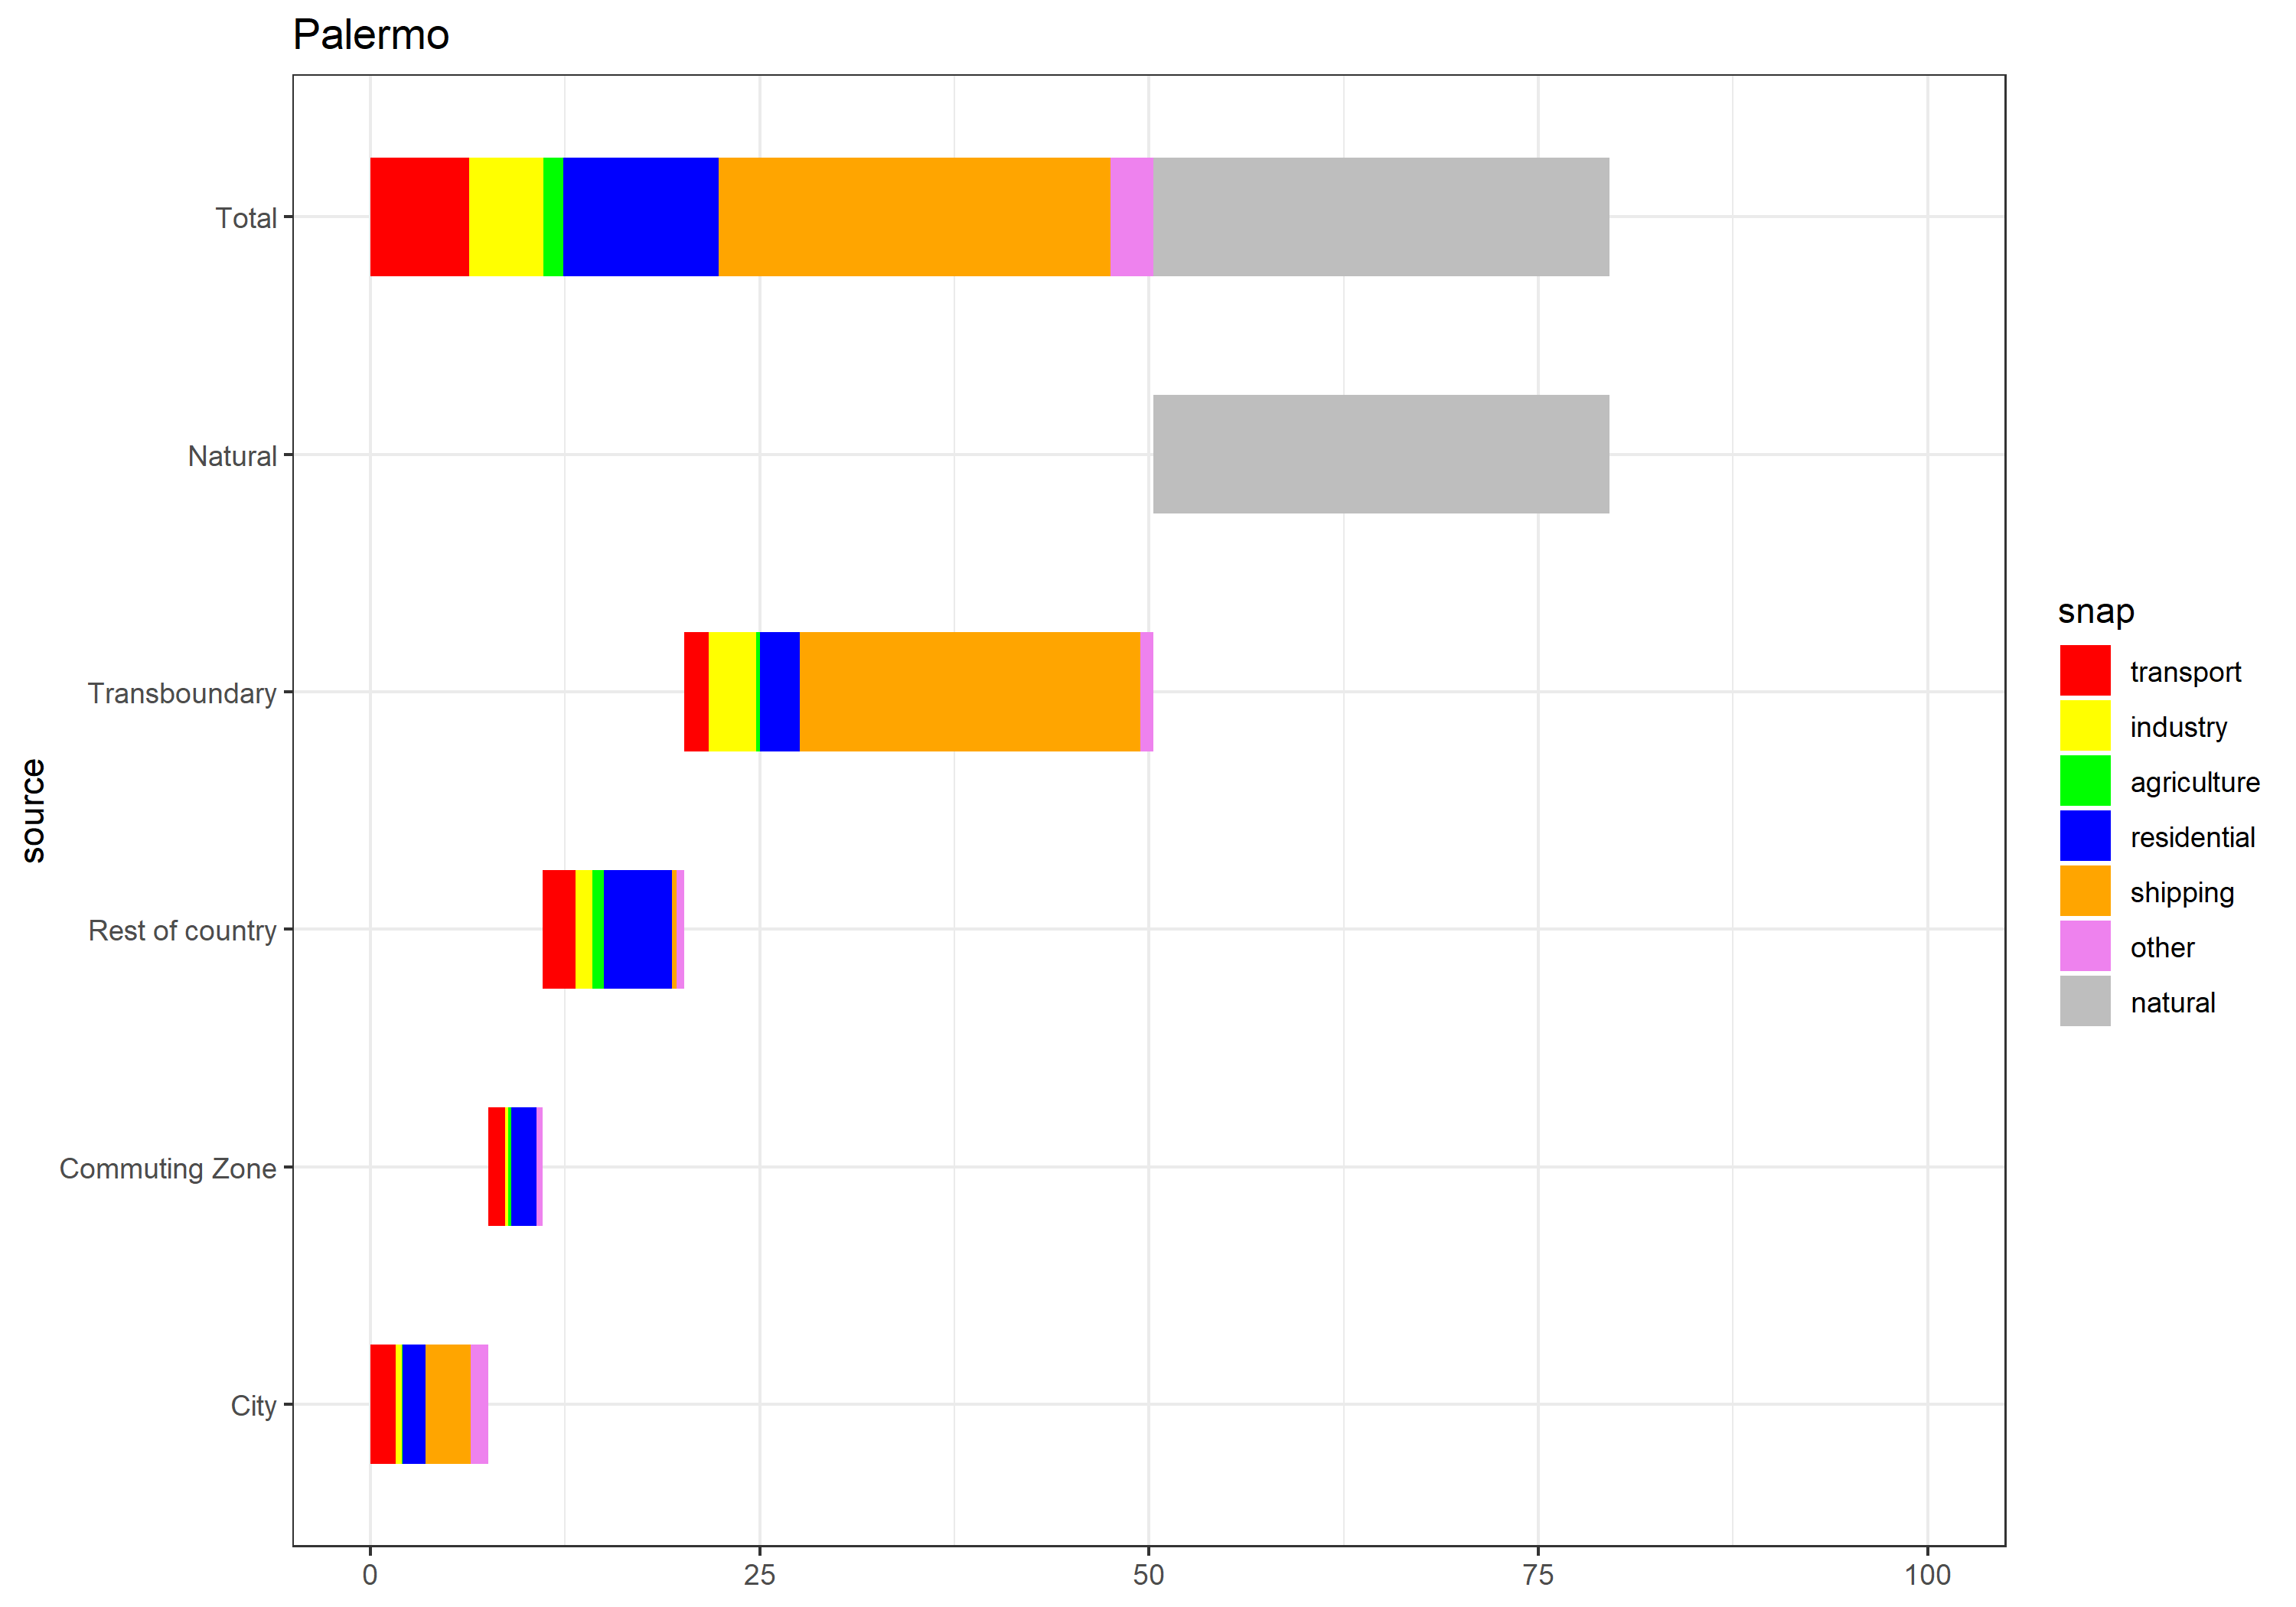 Palermo
Total
Natural
Transboundary
Rest of country
Commuting Zone
City
source
0 25 50 75 100
snap
transport
industry
agriculture
residential
shipping
other
natural